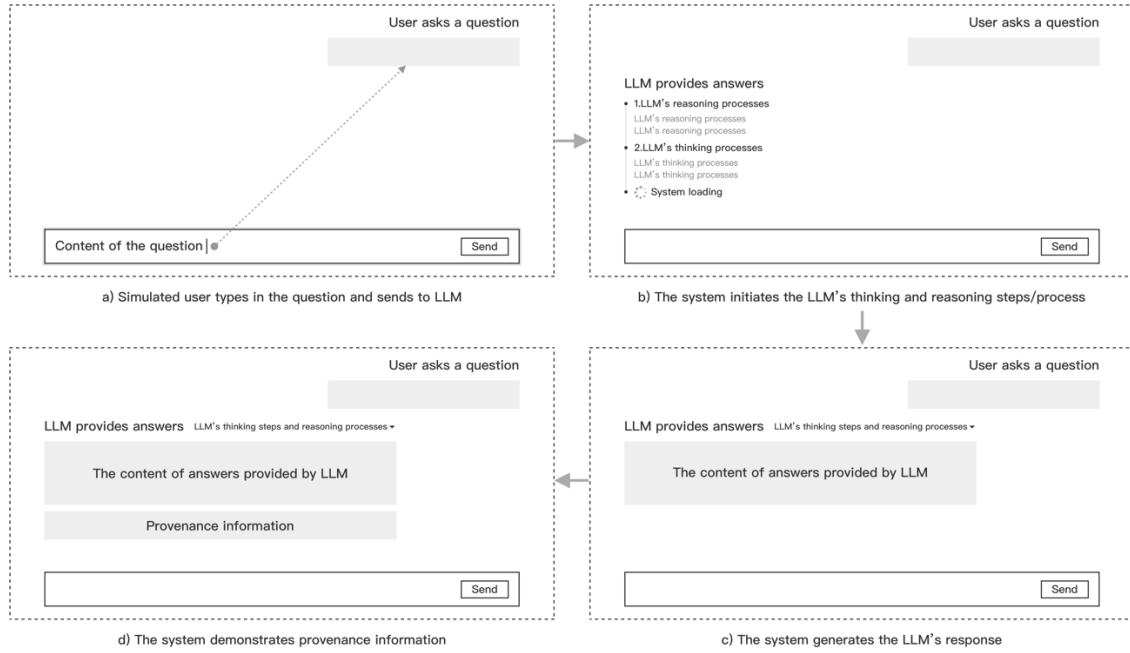 User asks a question
Content of the question
Send
a) Simulated user types in the question and sends to LLM
User asks a question
LLM provides answers
1.LLM's reasoning processes
LLM's reasoning processes
LLM's reasoning processes
2.LLM's thinking processes
LLM's thinking processes
LLM's thinking processes
System loading
Send
b) The system initiates the LLM's thinking and reasoning steps/process
User asks a question
LLM provides answers LLM's thinking steps and reasoning processes
The content of answers provided by LLM
Provenance information
Send
d) The system demonstrates provenance information
User asks a question
LLM provides answers LLM's thinking steps and reasoning processes
The content of answers provided by LLM
Send
c) The system generates the LLM's response